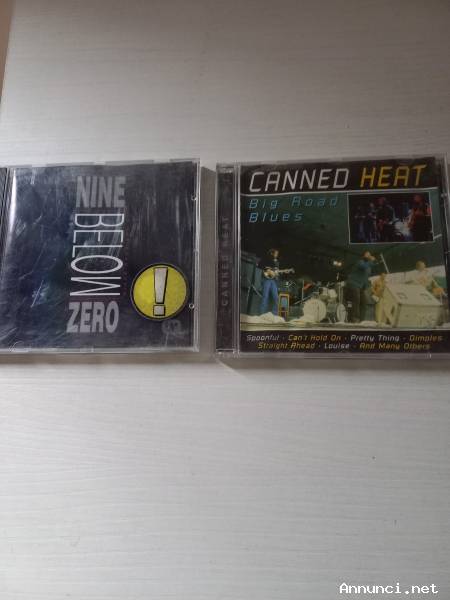 NINE
BELOW
ZERO
!
CANNED HEAT
CANNED HEAT
Big Road
Blues
Spoonful - Can't Hold On - Pretty Thing - Dimples
Straight Ahead - Louise - And Many Others
Annunci.net